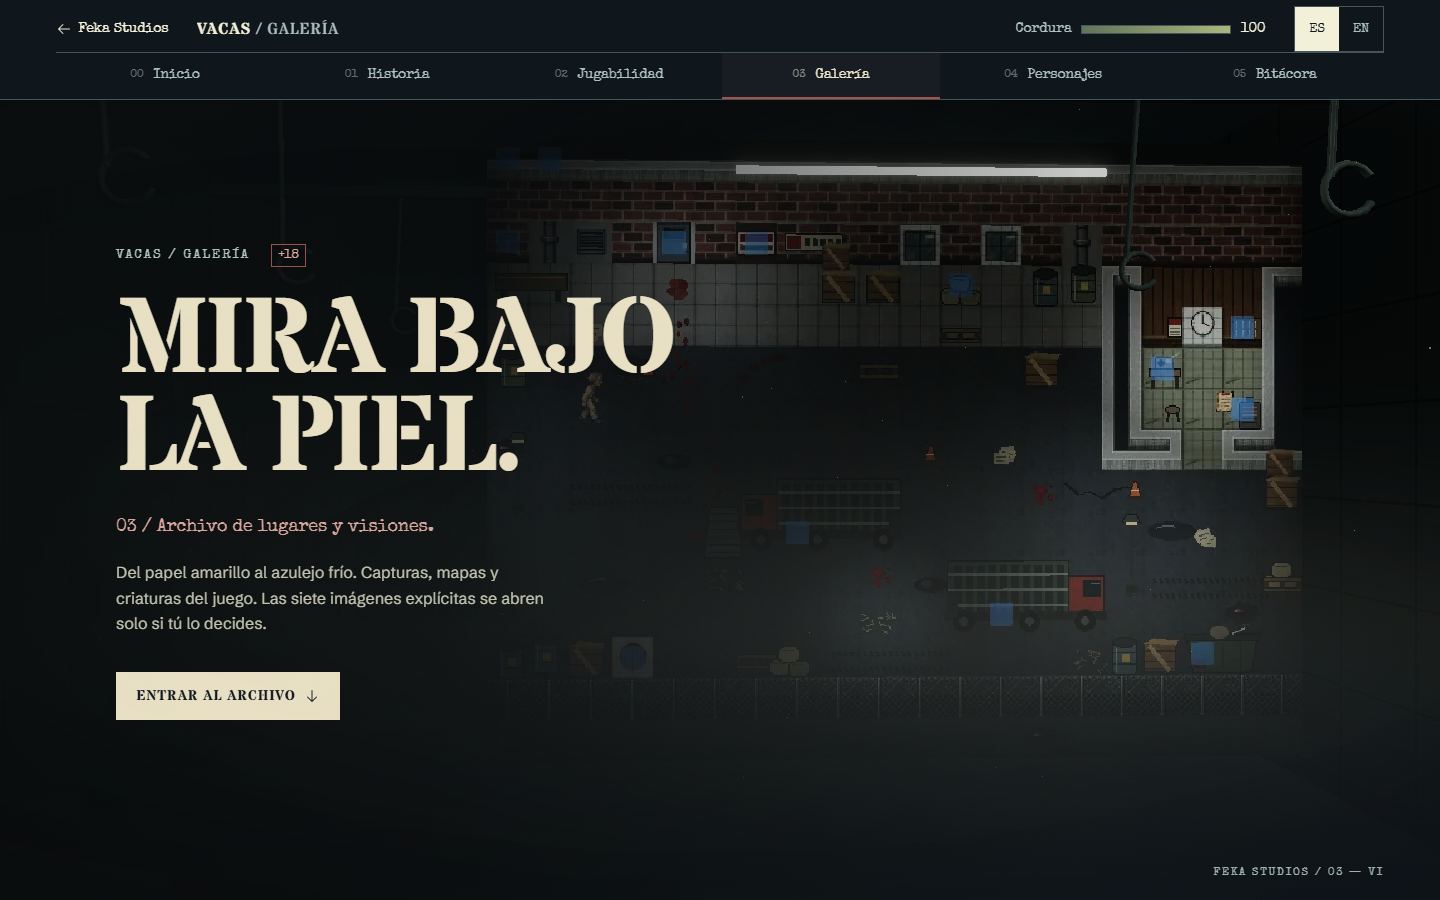 ← Feka Studios
VACAS / GALERÍA
Cordura 100
ES EN
00 Inicio
01 Historia
02 Jugabilidad
03 Galería
04 Personajes
05 Bitácora
VACAS / GALERÍA +18
MIRA BAJO
LA PIEL.
03 / Archivo de lugares y visiones.
Del papel amarillo al azulejo frío. Capturas, mapas y
criaturas del juego. Las siete imágenes explícitas se abren
solo si tú lo decides.
ENTRAR AL ARCHIVO ↓
FEKA STUDIOS / 03 — VI